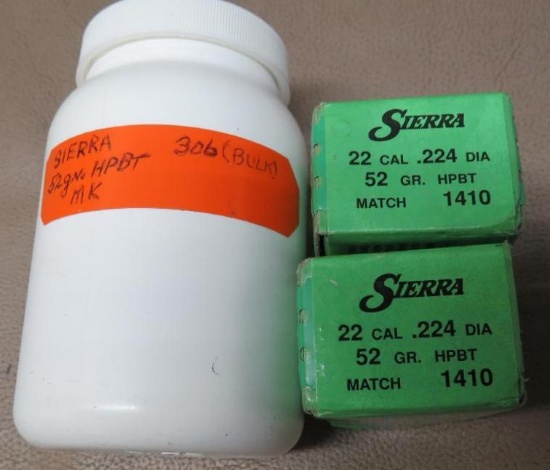 SIERRA 306 (BULK)
52gr. HPBT
MK
SIERRA
22 CAL .224 DIA
52 GR. HPBT
MATCH 1410
SIERRA
22 CAL .224 DIA
52 GR. HPBT
MATCH 1410